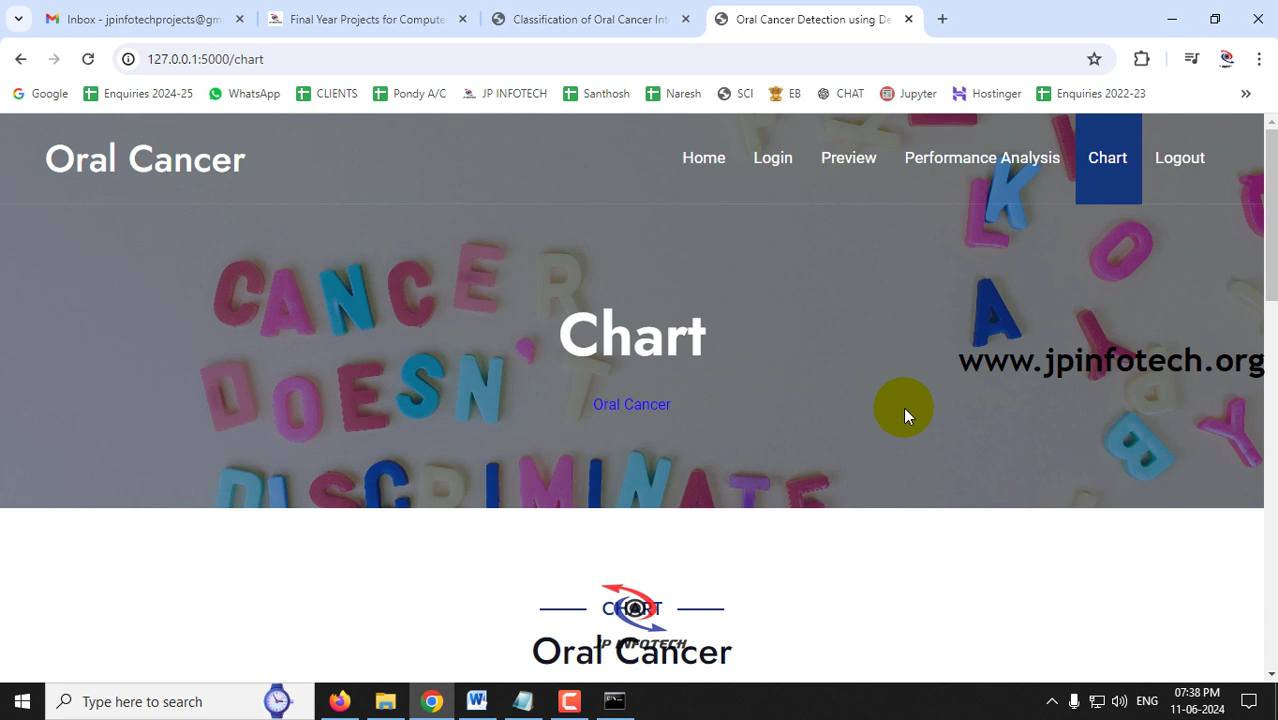 Inbox - jpinfotechprojects@gm
Final Year Projects for Compute
Classification of Oral Cancer Int
Oral Cancer Detection using De
127.0.0.1:5000/chart
Google
Enquiries 2024-25
WhatsApp
CLIENTS
Pondy A/C
JP INFOTECH
Santhosh
Naresh
SCI
EB
CHAT
Jupyter
Hostinger
Enquiries 2022-23
Oral Cancer
Home
Login
Preview
Performance Analysis
Chart
Logout
CANCER
DOESN'T
DISCRIMINATE
Chart
www.jpinfotech.org
Oral Cancer
CHART
JP INFOTECH
Oral Cancer
Type here to search
ENG
07:38 PM
11-06-2024